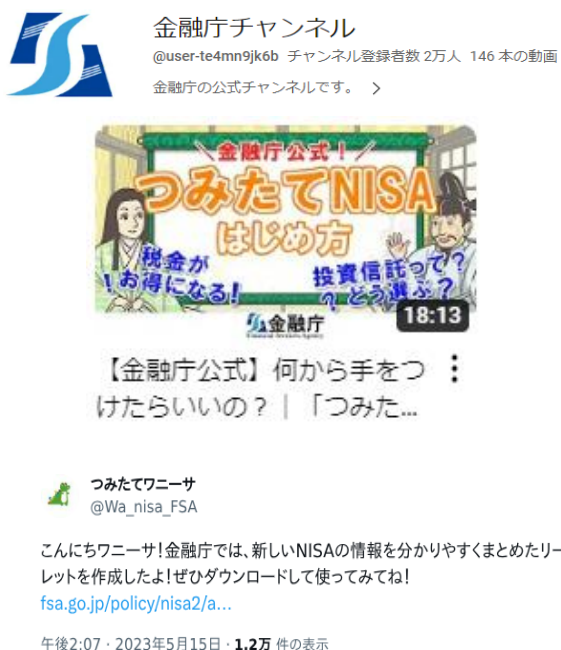 金融庁チャンネル
@user-te4mn9jk6b チャンネル登録者数 2万人 146 本の動画
金融庁の公式チャンネルです。 >
＼金融庁公式！／
つみたてNISA
はじめ方
税金が
！お得になる！
投資信託って？
？どう選ぶ？
金融庁
18:13
【金融庁公式】何から手をつ
けたらいいの？｜「つみた...
つみたてワニーサ
@Wa_nisa_FSA
こんにちワニーサ！金融庁では、新しいNISAの情報を分かりやすくまとめたリー
レットを作成したよ！ぜひダウンロードして使ってみてね！
fsa.go.jp/policy/nisa2/a...
午後2:07 · 2023年5月15日 · 1.2万 件の表示